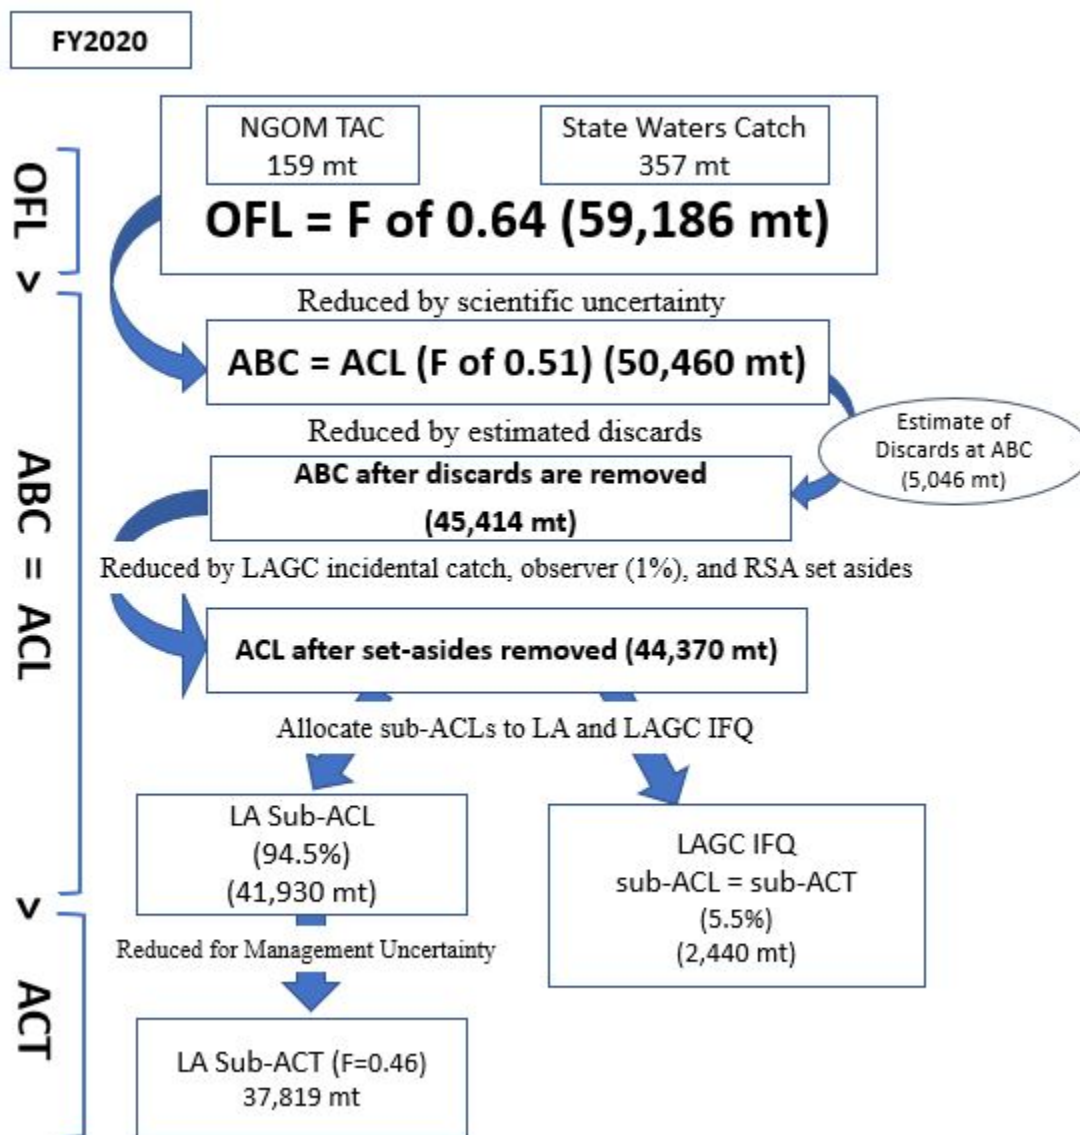 FY2020
NGOM TAC
159 mt
State Waters Catch
357 mt
OFL = F of 0.64 (59,186 mt)
Reduced by scientific uncertainty
ABC = ACL (F of 0.51) (50,460 mt)
Estimate of
Discards at ABC
(5,046 mt)
Reduced by estimated discards
ABC after discards are removed
(45,414 mt)
Reduced by LAGC incidental catch, observer (1%), and RSA set asides
ACL after set-asides removed (44,370 mt)
Allocate sub-ACLs to LA and LAGC IFQ
LA Sub-ACL
(94.5%)
(41,930 mt)
LAGC IFQ
sub-ACL = sub-ACT
(5.5%)
(2,440 mt)
Reduced for Management Uncertainty
LA Sub-ACT (F=0.46)
37,819 mt
OFL > ABC = ACL > ACT